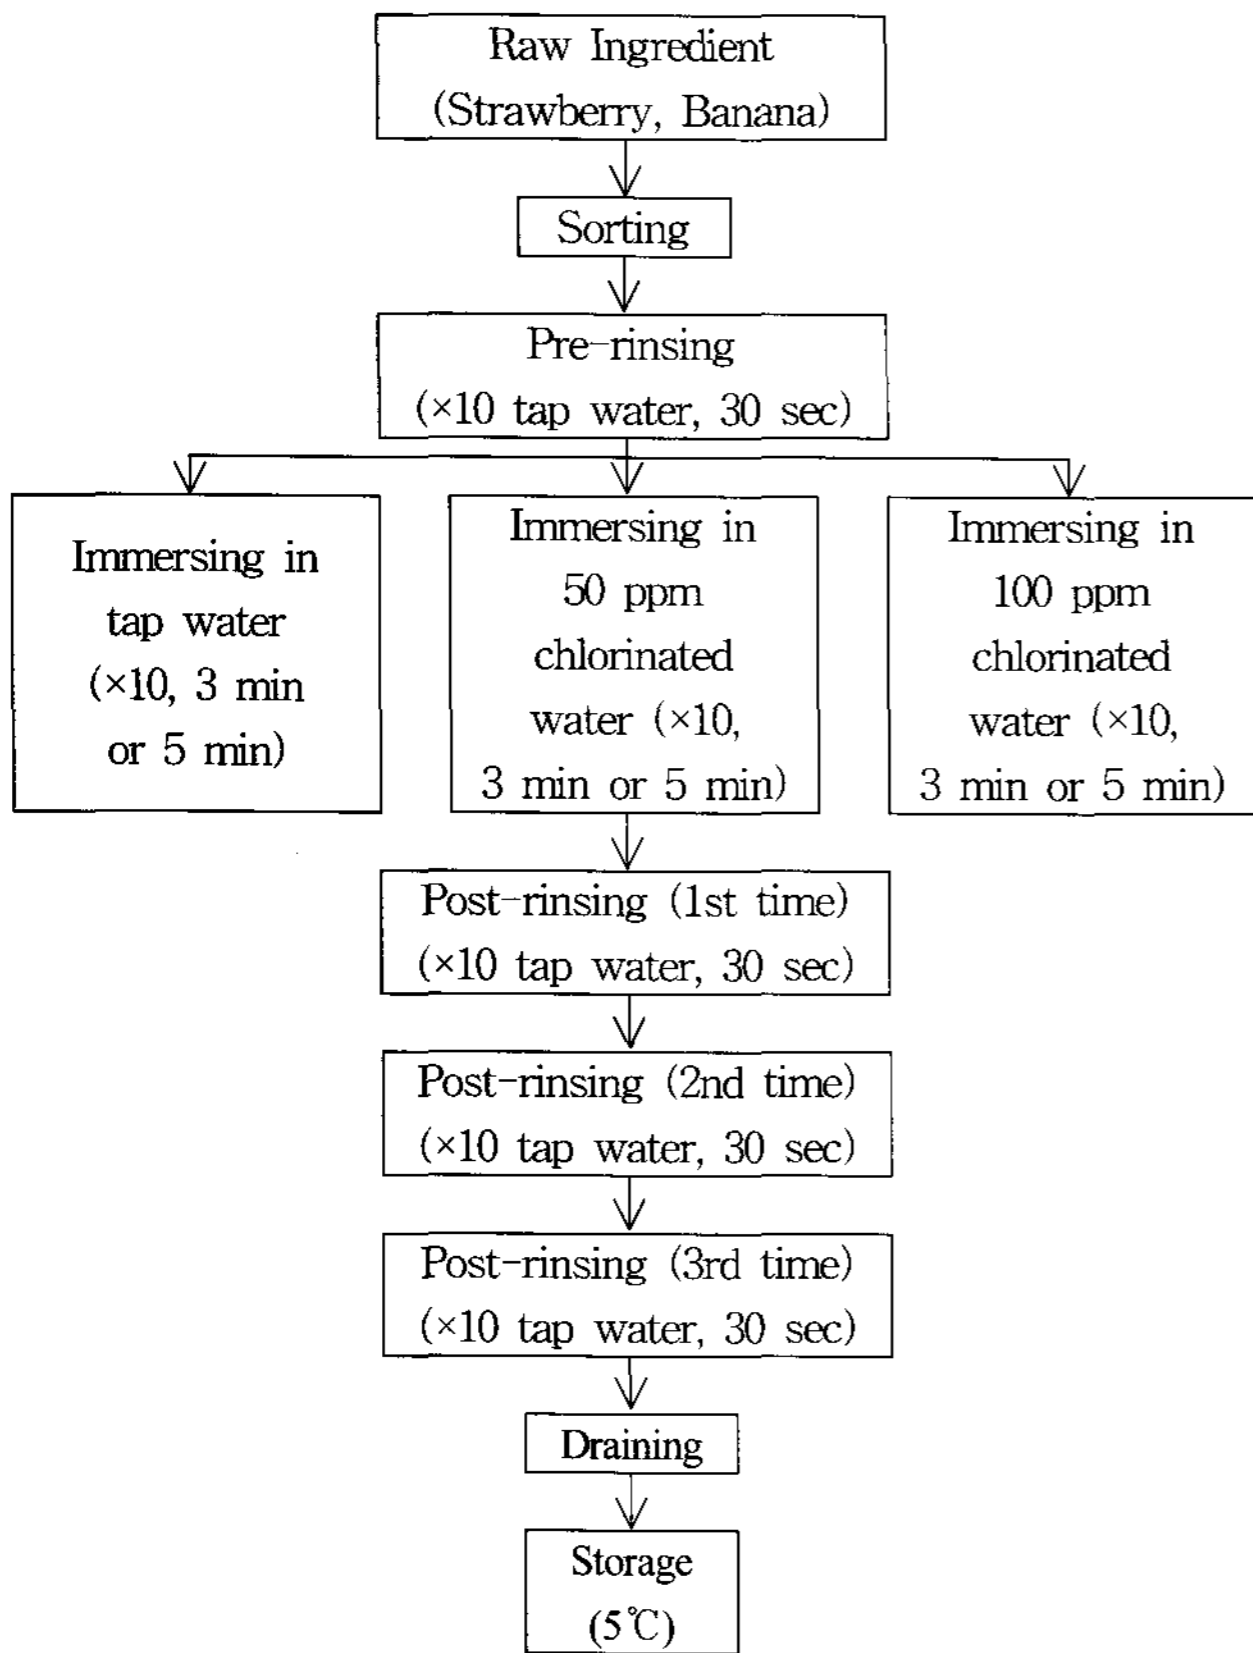 Raw Ingredient
(Strawberry, Banana)
Sorting
Pre-rinsing
(×10 tap water, 30 sec)
Immersing in
tap water
(×10, 3 min
or 5 min)
Immersing in
50 ppm
chlorinated
water (×10,
3 min or 5 min)
Immersing in
100 ppm
chlorinated
water (×10,
3 min or 5 min)
Post-rinsing (1st time)
(×10 tap water, 30 sec)
Post-rinsing (2nd time)
(×10 tap water, 30 sec)
Post-rinsing (3rd time)
(×10 tap water, 30 sec)
Draining
Storage
(5℃)